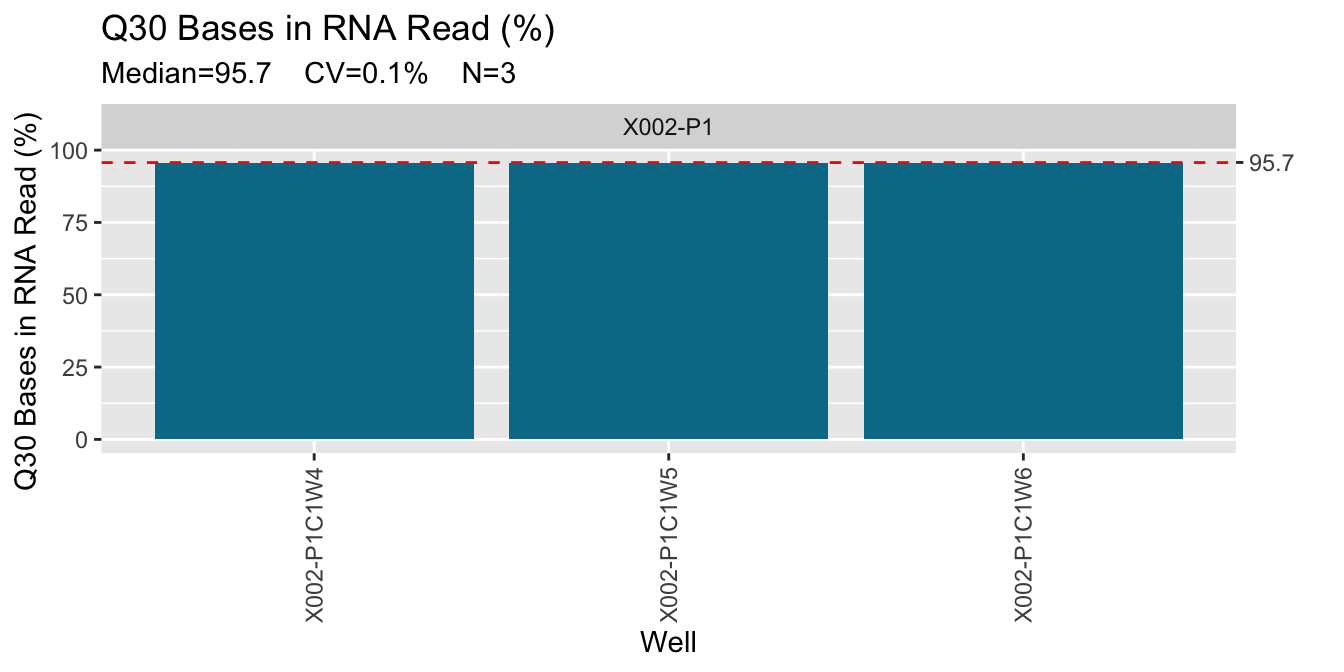 Q30 Bases in RNA Read (%)
Median=95.7 CV=0.1% N=3
X002-P1
Q30 Bases in RNA Read (%)
100
75
50
25
0
95.7
X002-P1C1W4
X002-P1C1W5
X002-P1C1W6
Well